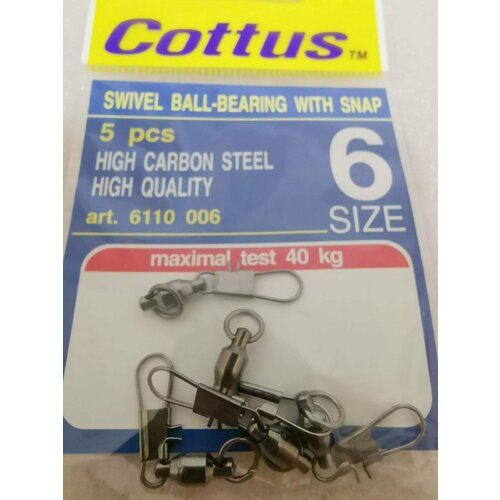 Cottus™
SWIVEL BALL-BEARING WITH SNAP
5 pcs
HIGH CARBON STEEL
HIGH QUALITY
art. 6110 006
6
SIZE
maximal test 40 kg